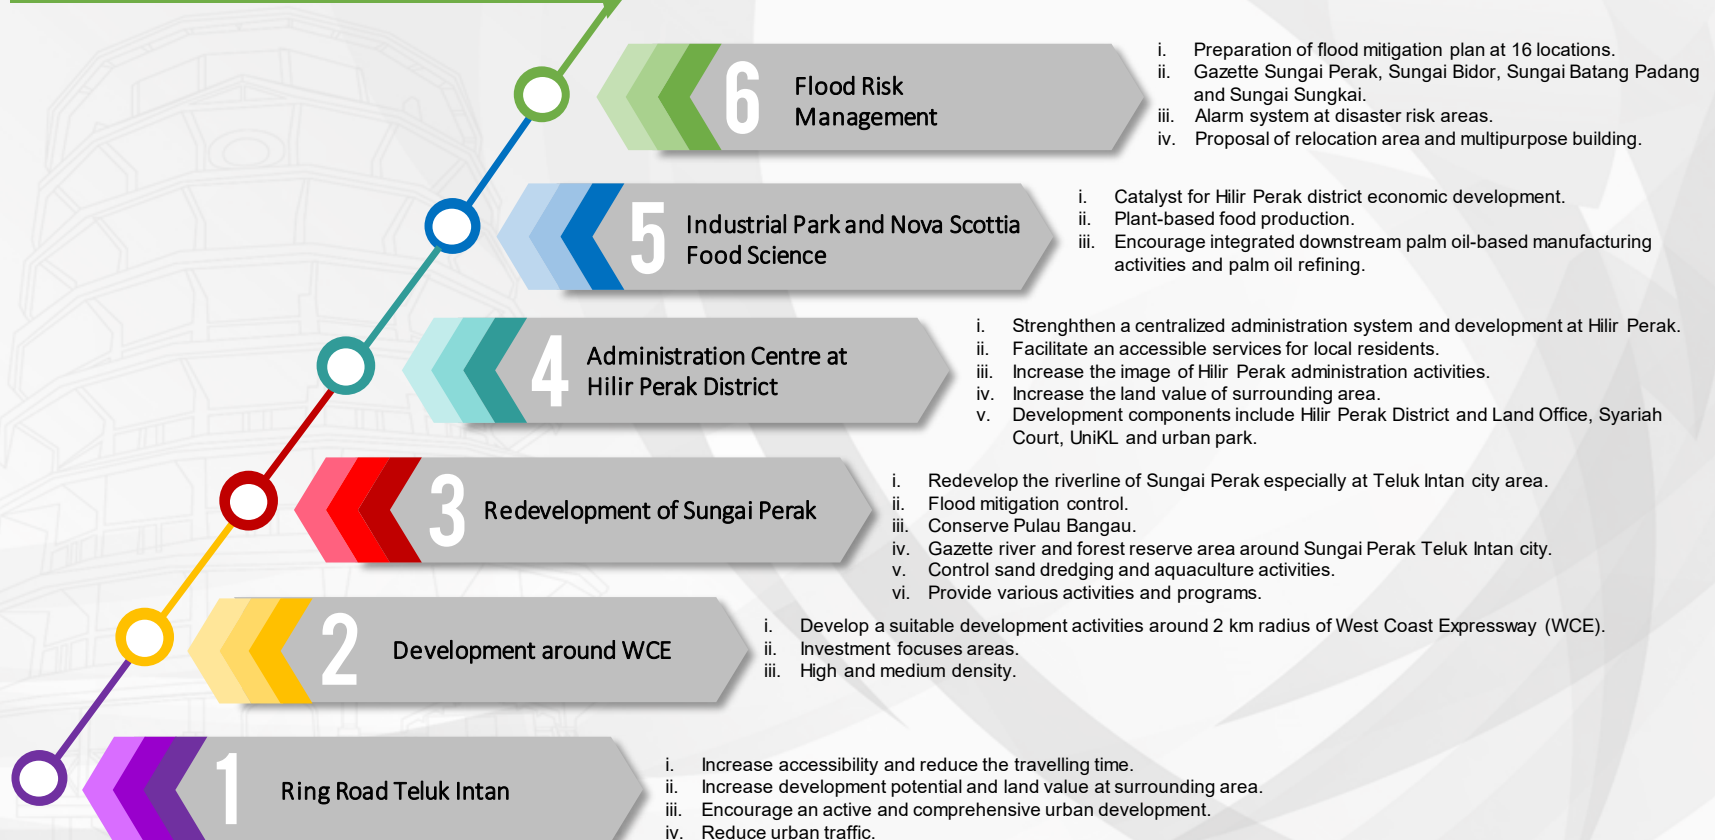 6
Flood Risk
Management
i. Preparation of flood mitigation plan at 16 locations.
ii. Gazette Sungai Perak, Sungai Bidor, Sungai Batang Padang
and Sungai Sungkai.
iii. Alarm system at disaster risk areas.
iv. Proposal of relocation area and multipurpose building.
5
Industrial Park and Nova Scottia
Food Science
i. Catalyst for Hilir Perak district economic development.
ii. Plant-based food production.
iii. Encourage integrated downstream palm oil-based manufacturing
activities and palm oil refining.
4
Administration Centre at
Hilir Perak District
i. Strenghthen a centralized administration system and development at Hilir Perak.
ii. Facilitate an accessible services for local residents.
iii. Increase the image of Hilir Perak administration activities.
iv. Increase the land value of surrounding area.
v. Development components include Hilir Perak District and Land Office, Syariah
Court, UniKL and urban park.
3
Redevelopment of Sungai Perak
i. Redevelop the riverline of Sungai Perak especially at Teluk Intan city area.
ii. Flood mitigation control.
iii. Conserve Pulau Bangau.
iv. Gazette river and forest reserve area around Sungai Perak Teluk Intan city.
v. Control sand dredging and aquaculture activities.
vi. Provide various activities and programs.
2
Development around WCE
i. Develop a suitable development activities around 2 km radius of West Coast Expressway (WCE).
ii. Investment focuses areas.
iii. High and medium density.
1
Ring Road Teluk Intan
i. Increase accessibility and reduce the travelling time.
ii. Increase development potential and land value at surrounding area.
iii. Encourage an active and comprehensive urban development.
iv. Reduce urban traffic.